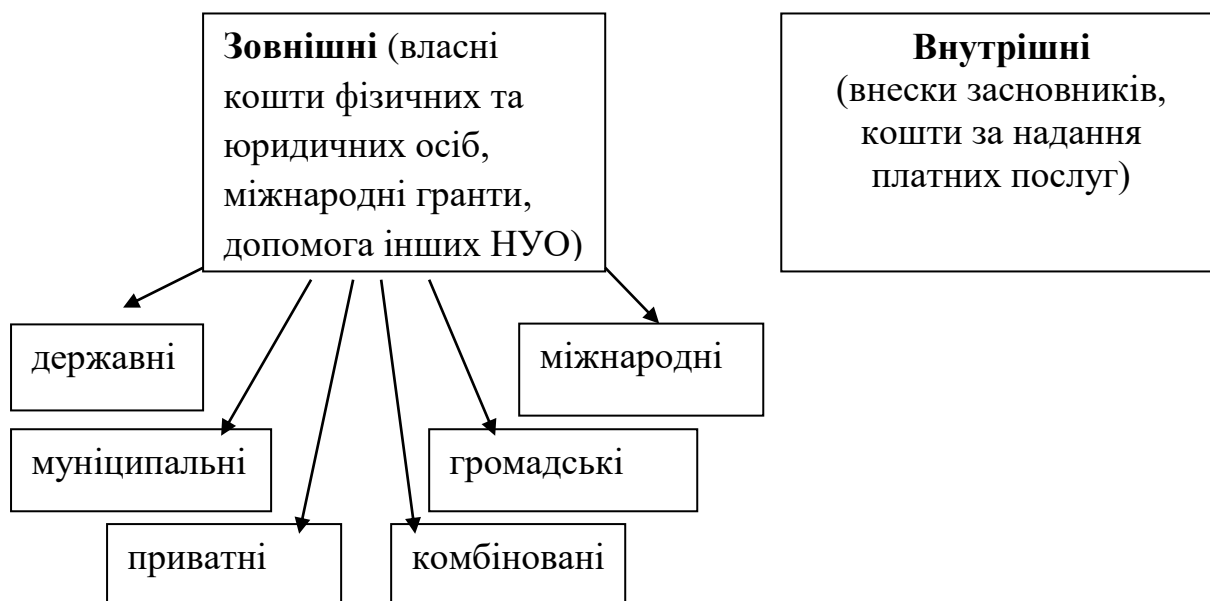 Зовнішні (власні
кошти фізичних та
юридичних осіб,
міжнародні гранти,
допомога інших НУО)
Внутрішні
(внески засновників,
кошти за надання
платних послуг)
державні
міжнародні
муніципальні
громадські
приватні
комбіновані